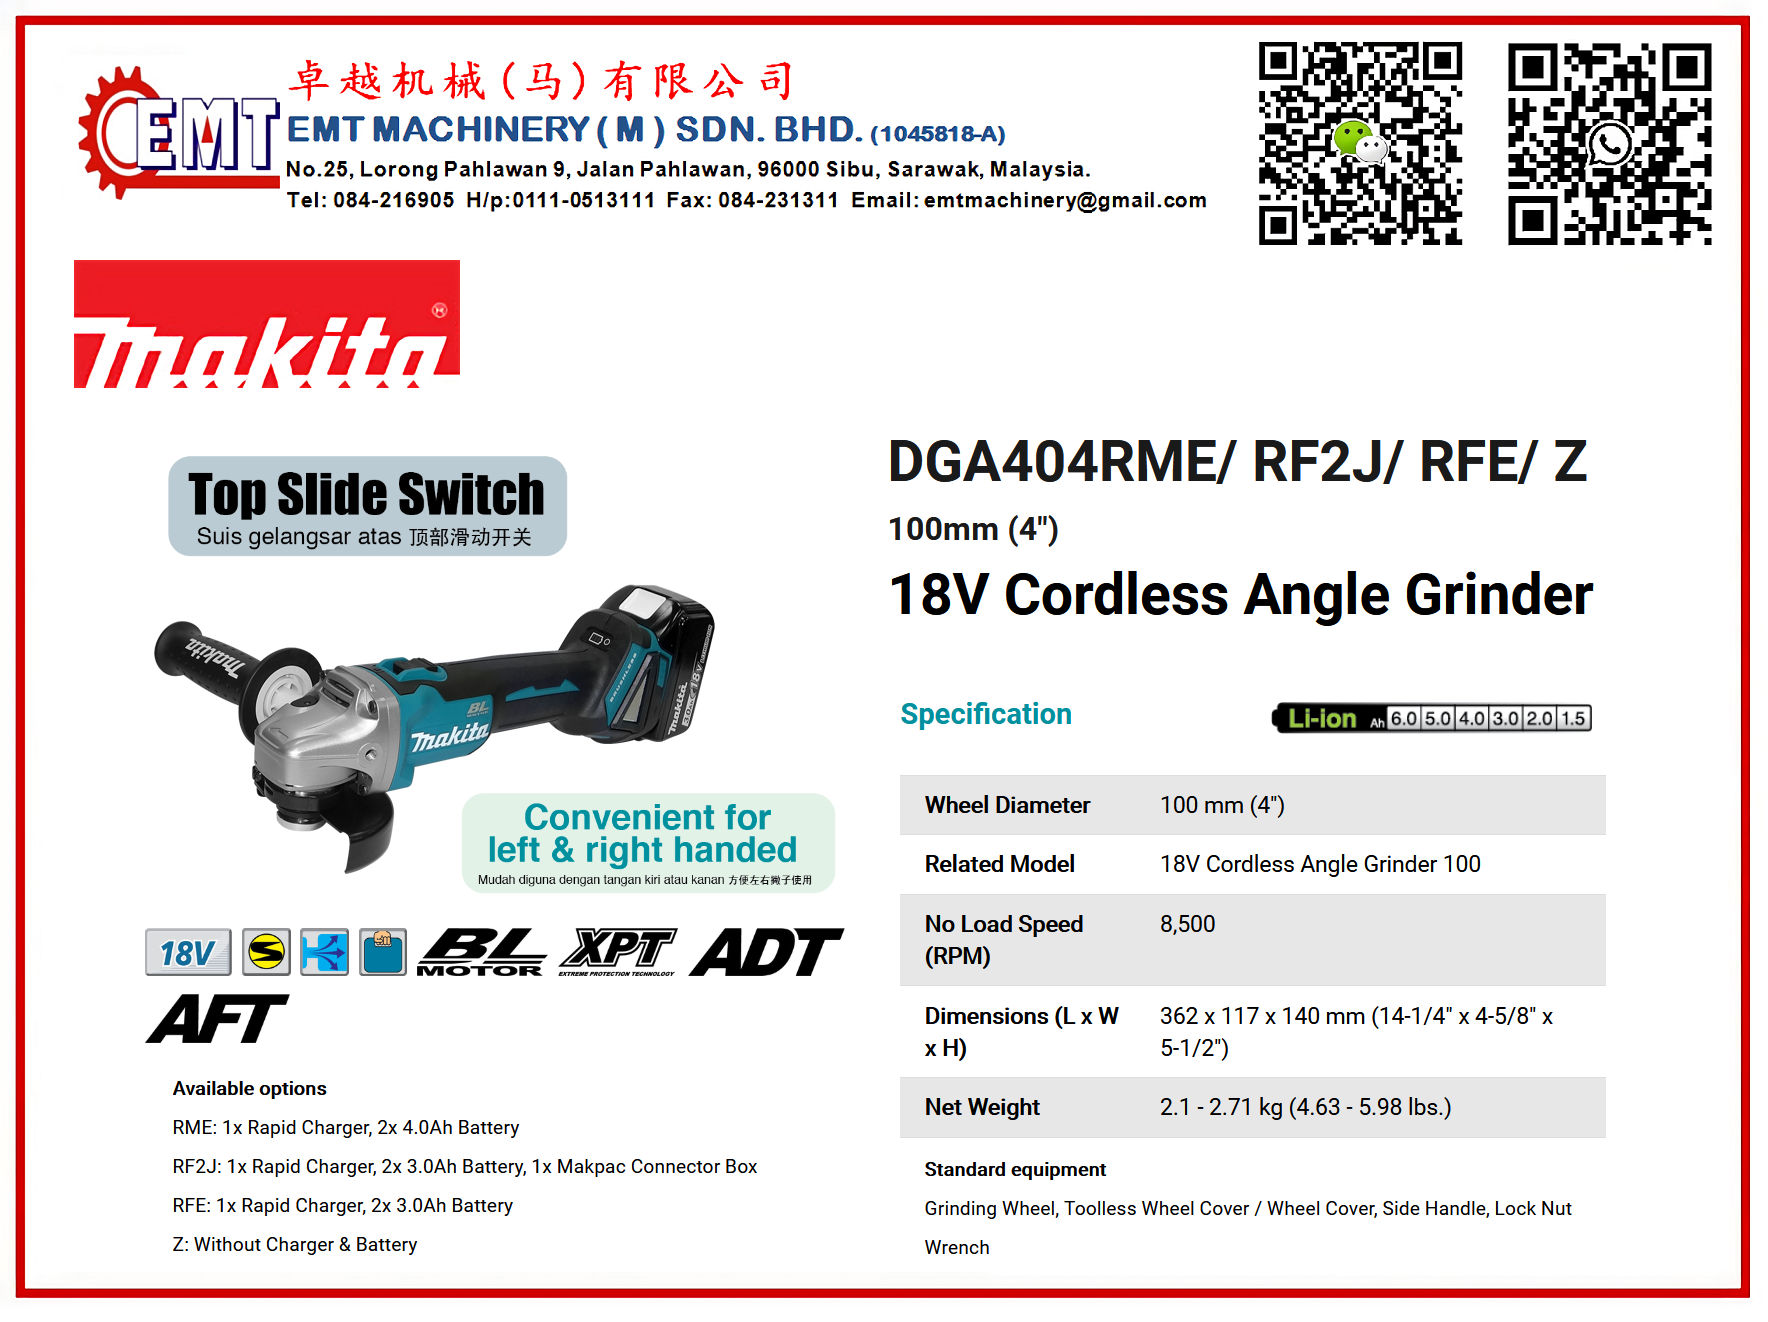 卓越机械(马)有限公司
EMT
EMT MACHINERY ( M ) SDN. BHD. (1045818-A)
No.25, Lorong Pahlawan 9, Jalan Pahlawan, 96000 Sibu, Sarawak, Malaysia.
Tel: 084-216905 H/p:0111-0513111 Fax: 084-231311 Email: emtmachinery@gmail.com
Makita
DGA404RME/ RF2J/ RFE/ Z
100mm (4")
18V Cordless Angle Grinder
Top Slide Switch
Suis gelangsar atas 顶部滑动开关
makita
BL
makita
BRUSHLESS
makita 18V
3.0Ah
Convenient for
left & right handed
Mudah diguna dengan tangan kiri atau kanan 方便左右撇子使用
18V
BL MOTOR
XPT
EXTREME PROTECTION TECHNOLOGY
ADT
AFT
Available options
RME: 1x Rapid Charger, 2x 4.0Ah Battery
RF2J: 1x Rapid Charger, 2x 3.0Ah Battery, 1x Makpac Connector Box
RFE: 1x Rapid Charger, 2x 3.0Ah Battery
Z: Without Charger & Battery
Specification
Li-ion Ah 6.0 5.0 4.0 3.0 2.0 1.5
Wheel Diameter 100 mm (4")
Related Model 18V Cordless Angle Grinder 100
No Load Speed 8,500
(RPM)
Dimensions (L x W 362 x 117 x 140 mm (14-1/4" x 4-5/8" x
x H) 5-1/2")
Net Weight 2.1 - 2.71 kg (4.63 - 5.98 lbs.)
Standard equipment
Grinding Wheel, Toolless Wheel Cover / Wheel Cover, Side Handle, Lock Nut
Wrench